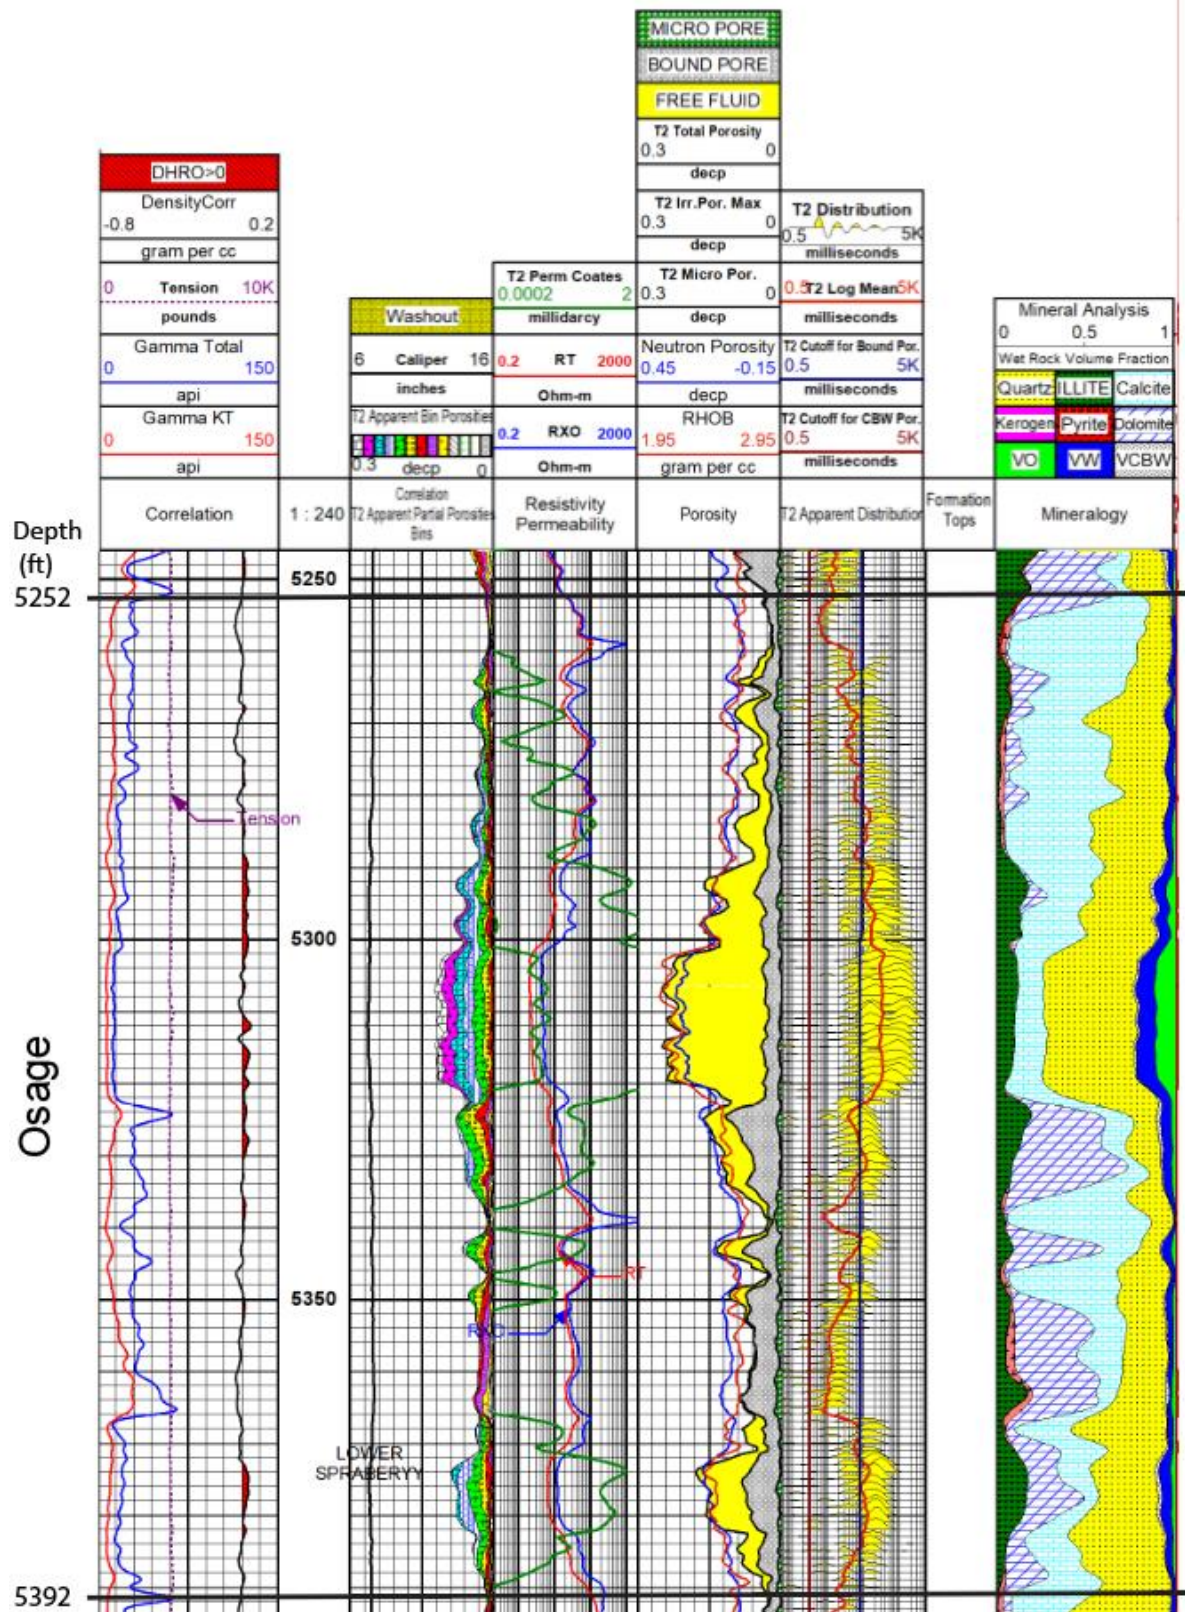 MICRO PORE
BOUND PORE
FREE FLUID
T2 Total Porosity
0.3 0
decp
T2 Irr.Por. Max
0.3 0
decp
T2 Micro Por.
0.3 0
decp
Neutron Porosity
0.45 -0.15
decp
RHOB
1.95 2.95
gram per cc
Porosity
DHRO>0
DensityCorr
-0.8 0.2
gram per cc
0 Tension 10K
pounds
Gamma Total
0 150
api
Gamma KT
0 150
api
Correlation
1 : 240
Washout
6 Caliper 16
inches
T2 Apparent Bin Porosities
0.3 decp 0
Correlation
T2 Apparent Partial Porosities
Bins
T2 Perm Coates
0.0002 2
millidarcy
0.2 RT 2000
Ohm-m
0.2 RXO 2000
Ohm-m
Resistivity
Permeability
T2 Distribution
0.5 5K
milliseconds
0.5 T2 Log Mean 5K
milliseconds
T2 Cutoff for Bound Por.
0.5 5K
milliseconds
T2 Cutoff for CBW Por.
0.5 5K
milliseconds
T2 Apparent Distribution
Formation
Tops
Mineral Analysis
0 0.5 1
Wet Rock Volume Fraction
Quartz ILLITE Calcite
Kerogen Pyrite Dolomite
VO VW VCBW
Mineralogy
Depth
(ft)
5250
5252
Tension
5300
Osage
RT
5350
LOWER
SPRABERYY
5392